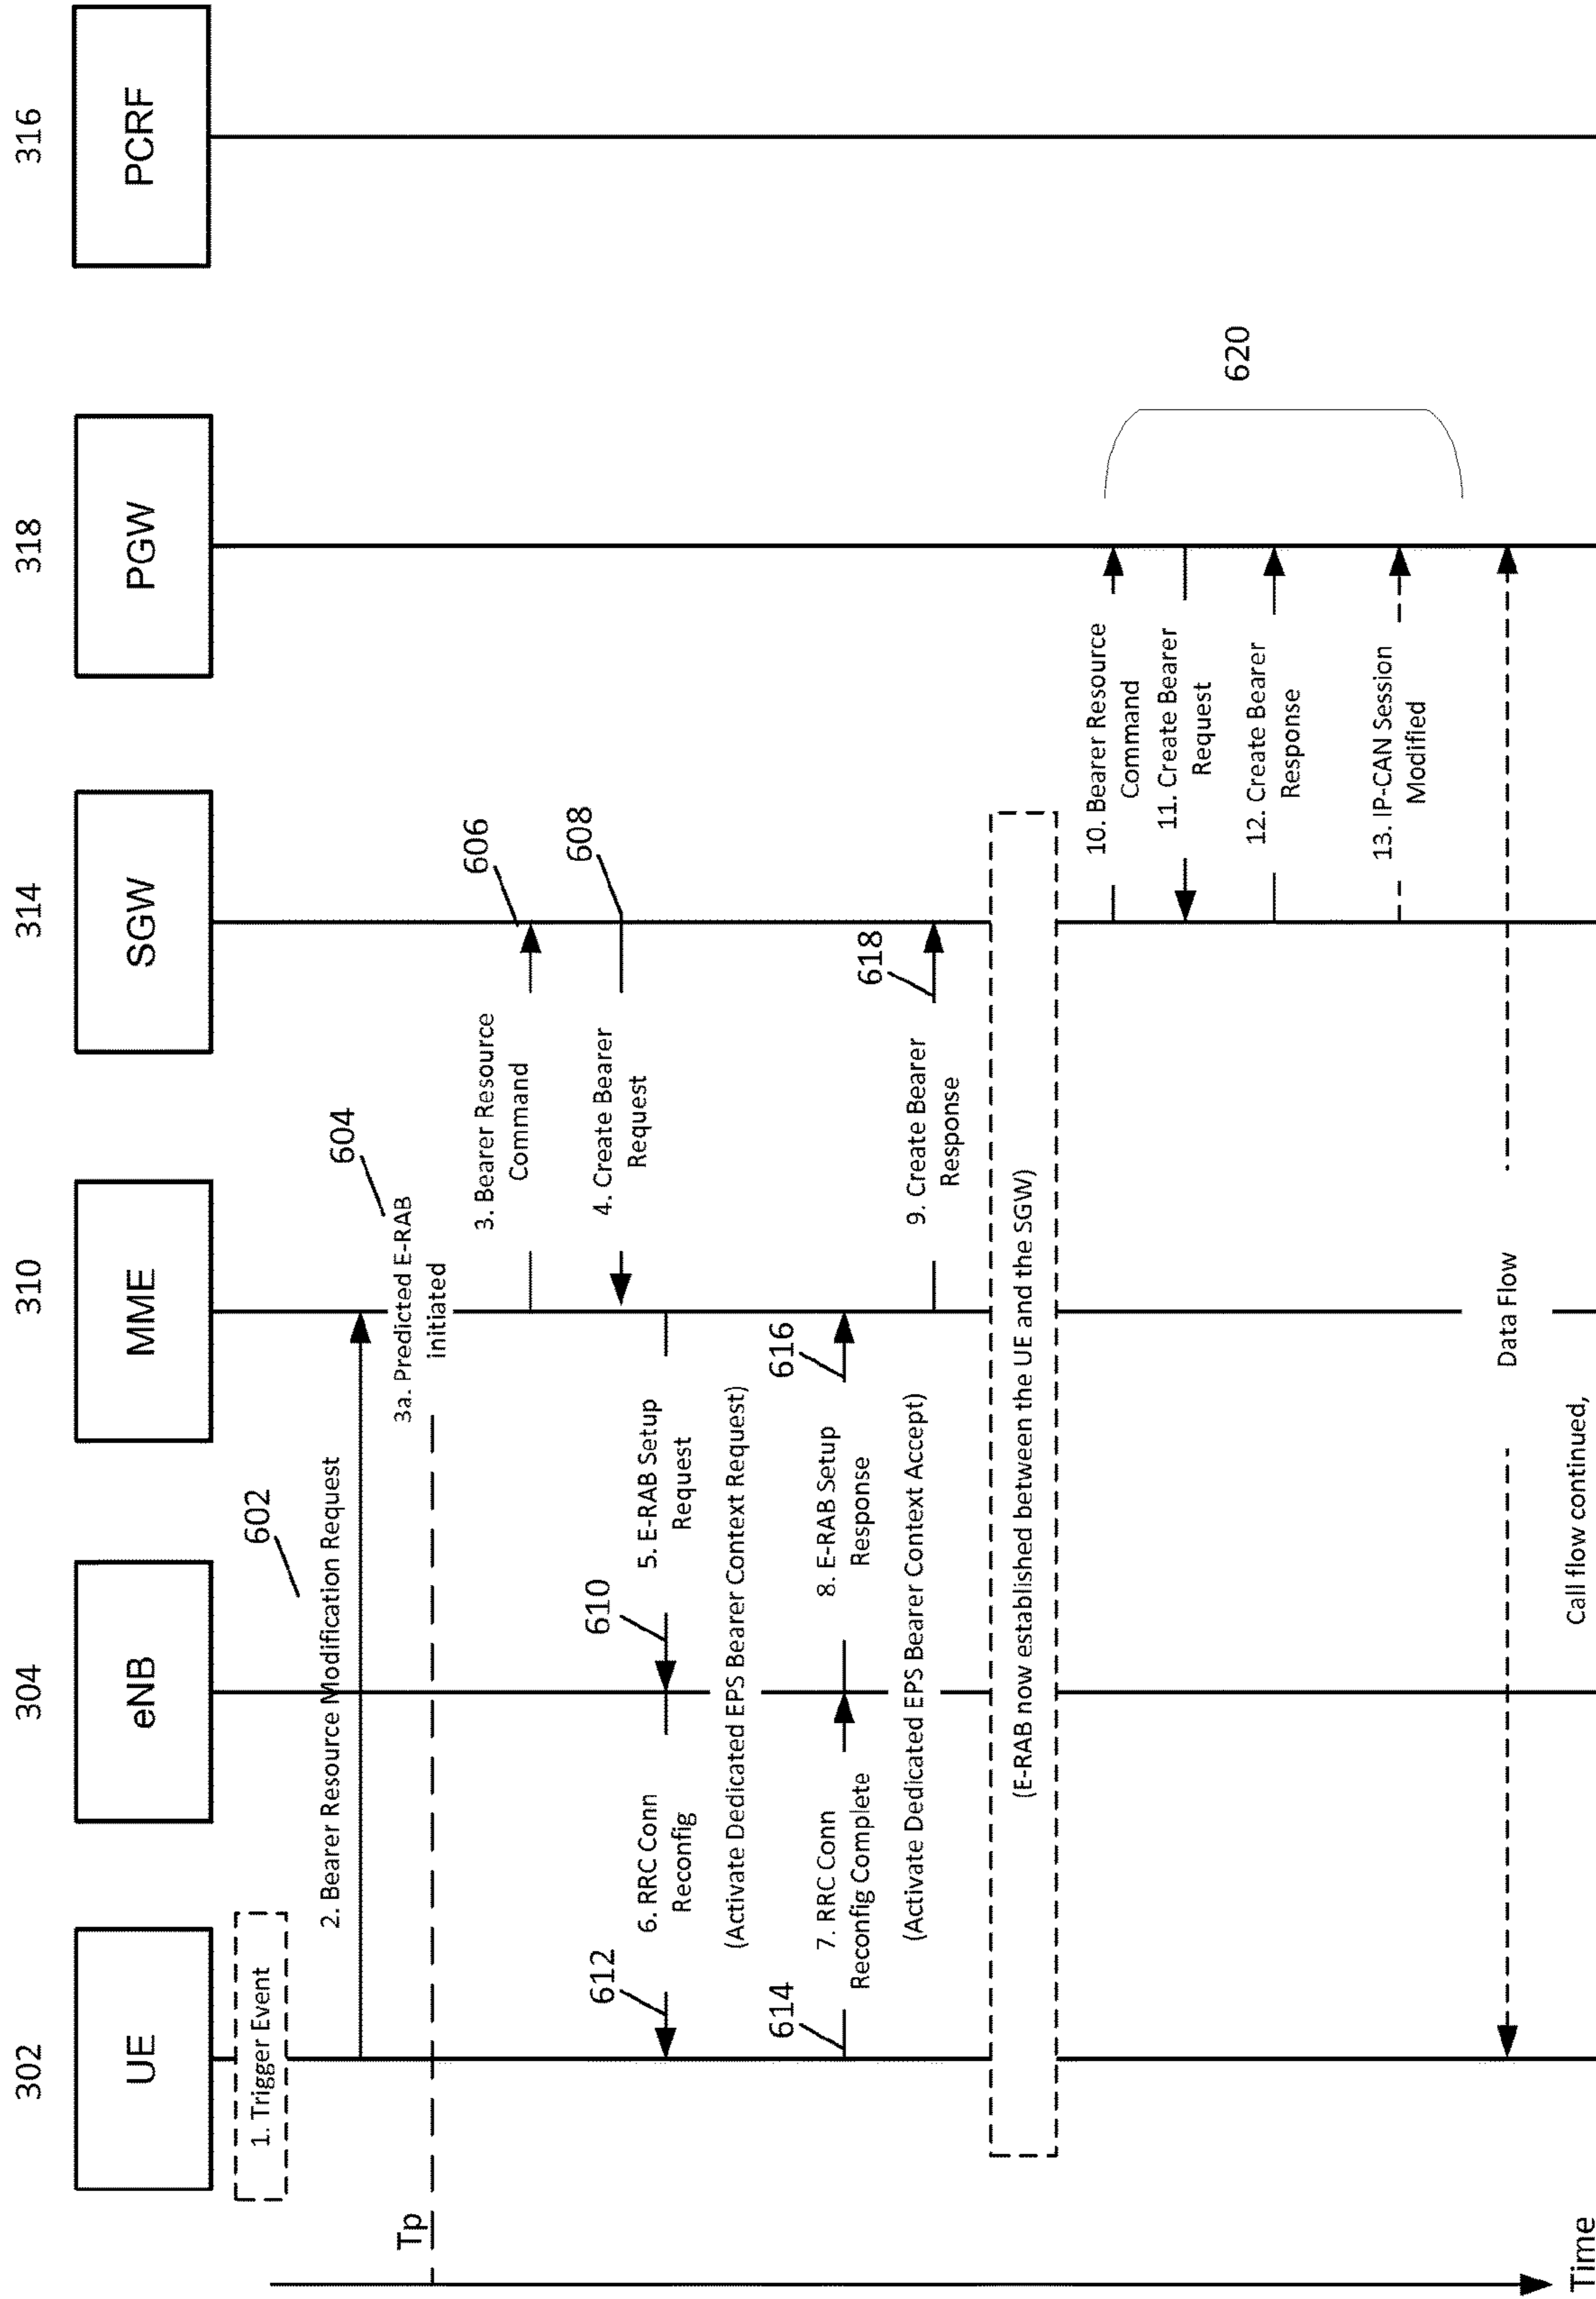 302
304
310
314
318
316
UE
eNB
MME
SGW
PGW
PCRF
1. Trigger Event
602
2. Bearer Resource Modification Request
604
Tp
3a. Predicted E-RAB
initiated
606
3. Bearer Resource
Command
608
4. Create Bearer
Request
612
610
6. RRC Conn
Reconfig
5. E-RAB Setup
Request
(Activate Dedicated EPS Bearer Context Request)
614
616
7. RRC Conn
Reconfig Complete
8. E-RAB Setup
Response
(Activate Dedicated EPS Bearer Context Accept)
618
9. Create Bearer
Response
(E-RAB now established between the UE and the SGW)
10. Bearer Resource
Command
11. Create Bearer
Request
12. Create Bearer
Response
13. IP-CAN Session
Modified
620
Data Flow
Call flow continued,
Time